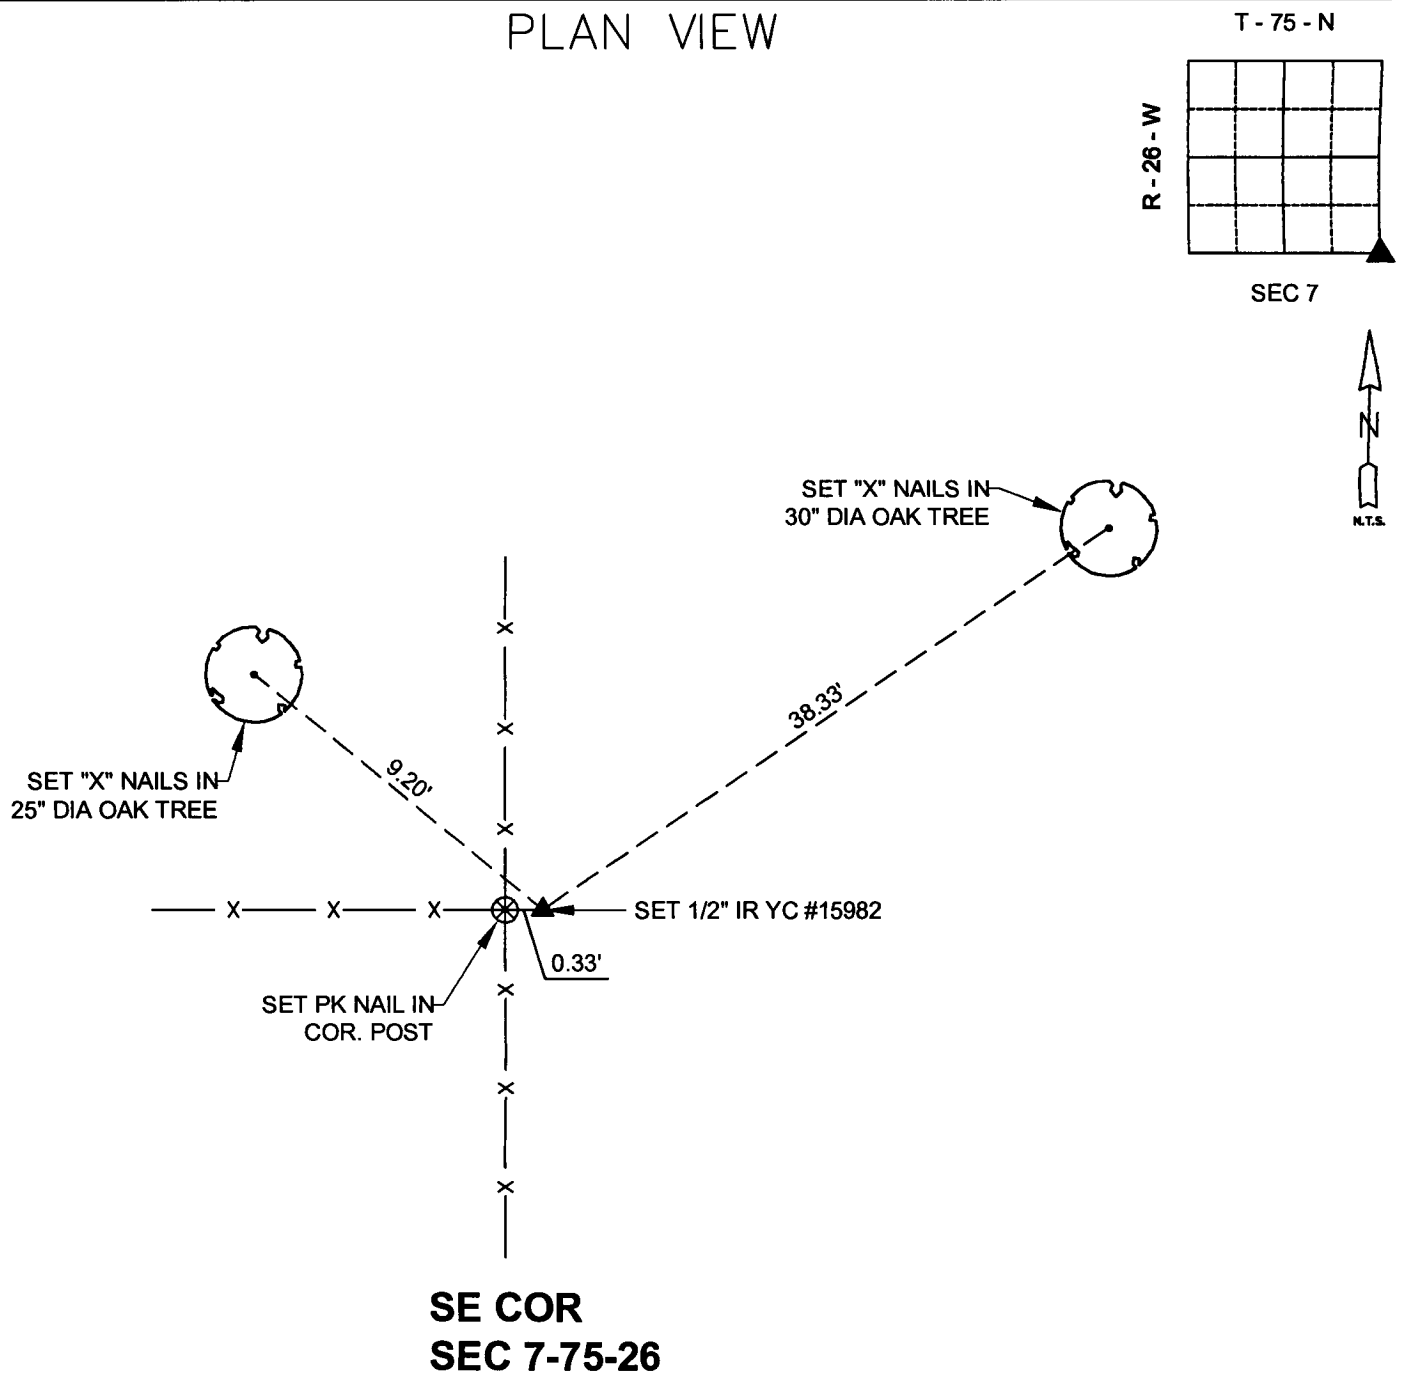 PLAN VIEW
T - 75 - N
R - 26 - W
SEC 7
N
N.T.S.
SET "X" NAILS IN
30" DIA OAK TREE
38.33'
SET "X" NAILS IN
25" DIA OAK TREE
9.20'
X
X
X
X X X
SET 1/2" IR YC #15982
0.33'
SET PK NAIL IN
COR. POST
X
X
X
SE COR
SEC 7-75-26